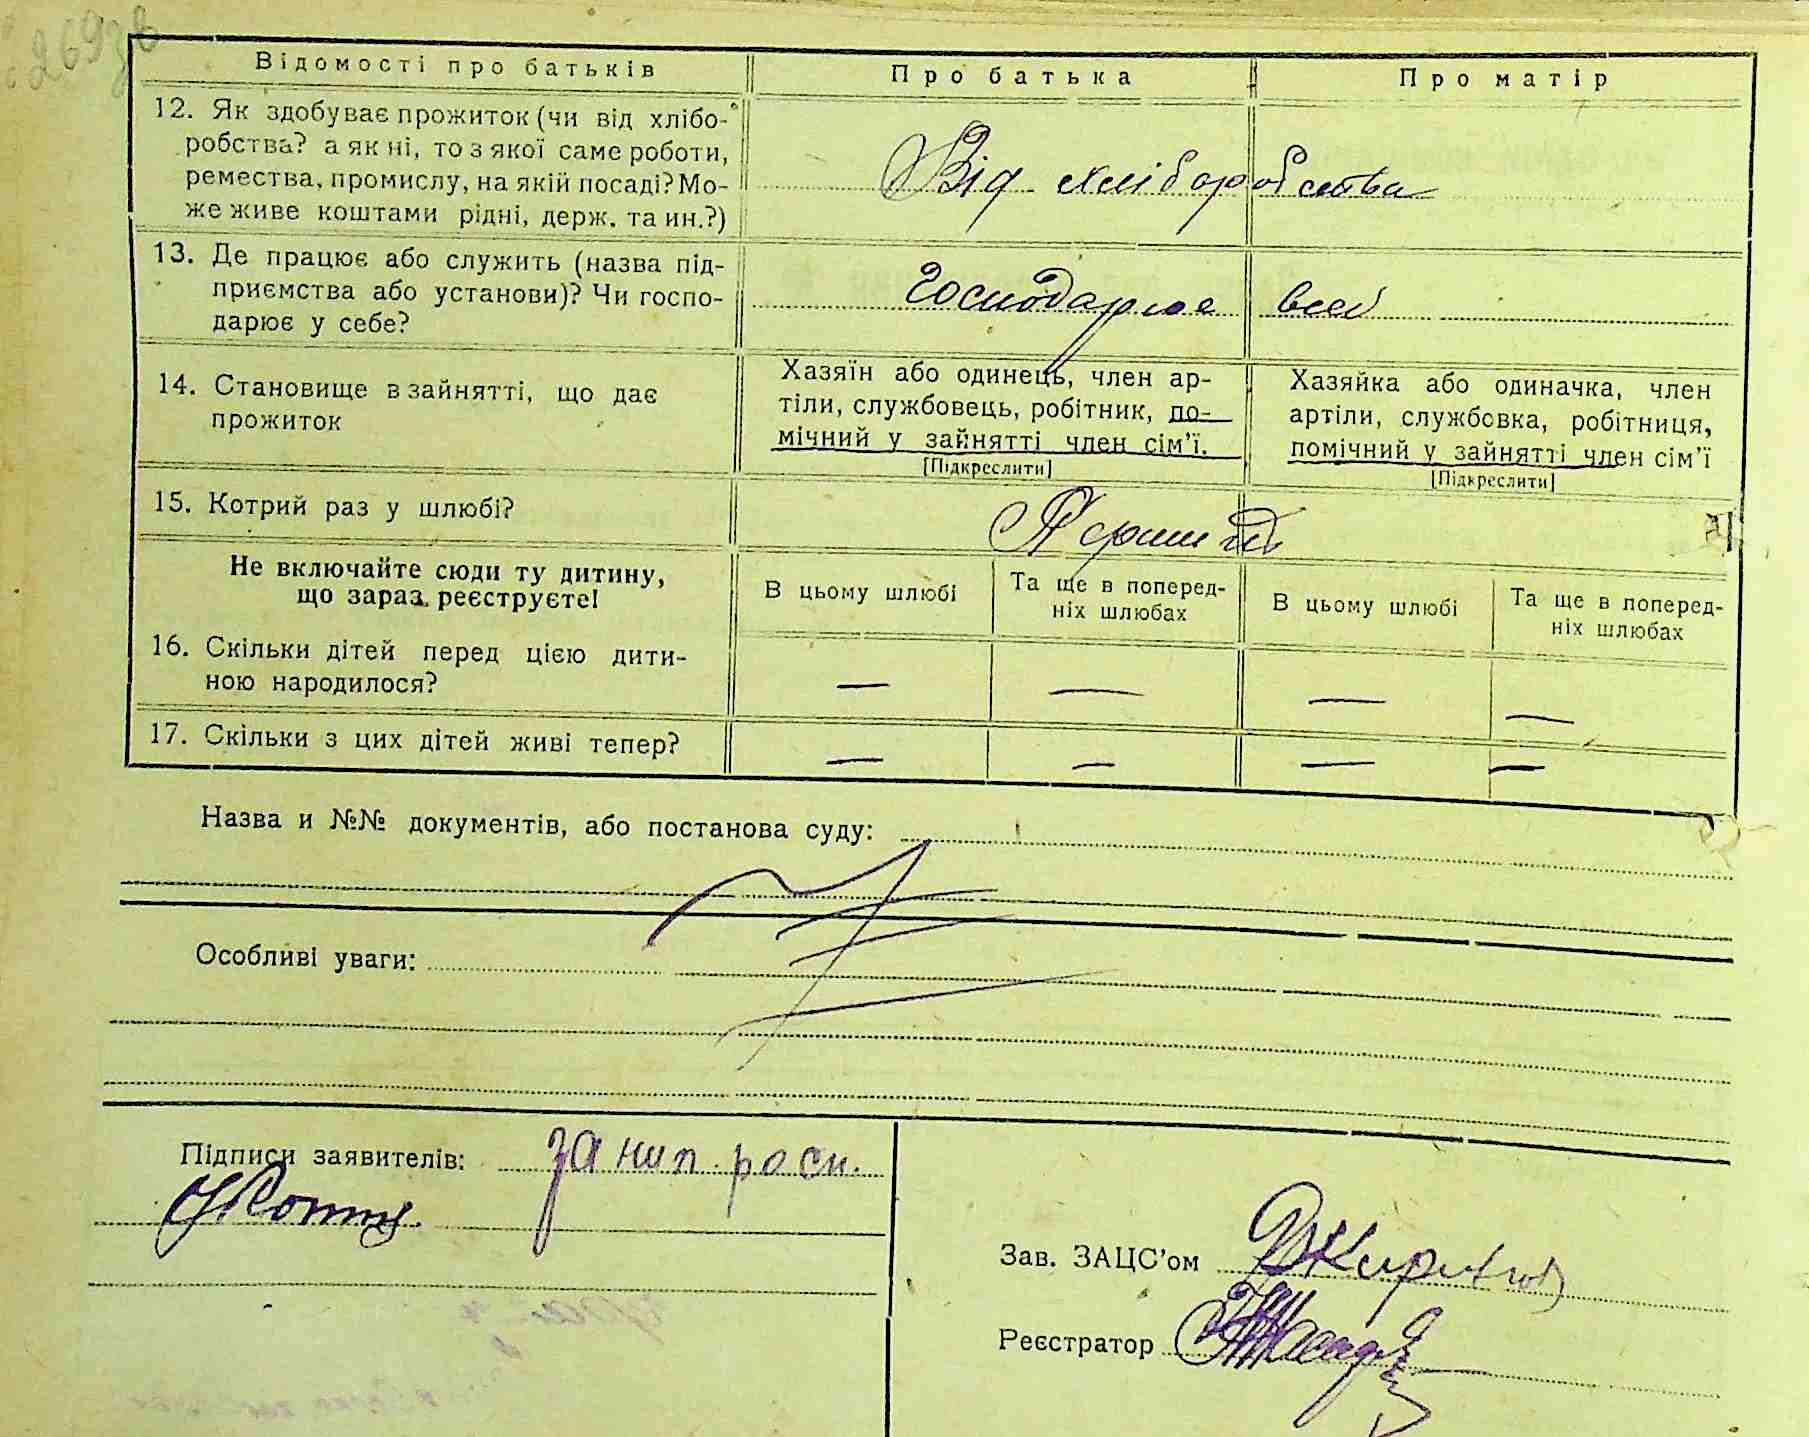 269зв
Відомості про батьків
Про батька
Про матір
12. Як здобуває прожиток (чи від хлібо-
робства? а як ні, то з якої саме роботи,
ремества, промислу, на якій посаді? Мо-
же живе коштами рідні, держ. та ин.?)
Від хліборобства
13. Де працює або служить (назва під-
приємства або установи)? Чи госпо-
дарює у себе?
Господарює в себ
14. Становище в зайнятті, що дає
прожиток
Хазяїн або одинець, член ар-
тіли, службовець, робітник, по-
мічний у зайнятті член сім’ї.
[Підкреслити]
Хазяйка або одиначка, член
артіли, службовка, робітниця,
помічний у зайнятті член сім’ї
[Підкреслити]
15. Котрий раз у шлюбі?
Перший
Не включайте сюди ту дитину,
що зараз реєструєте!
В цьому шлюбі
Та ще в поперед-
ніх шлюбах
В цьому шлюбі
Та ще в поперед-
ніх шлюбах
16. Скільки дітей перед цією дити-
ною народилося?
— — — —
17. Скільки з цих дітей живі тепер?
— — — —
Назва и №№ документів, або постанова суду:
Особливі уваги:
Підписи заявителів: за нип. роси.
Зав. ЗАЦС’ом
Реєстратор